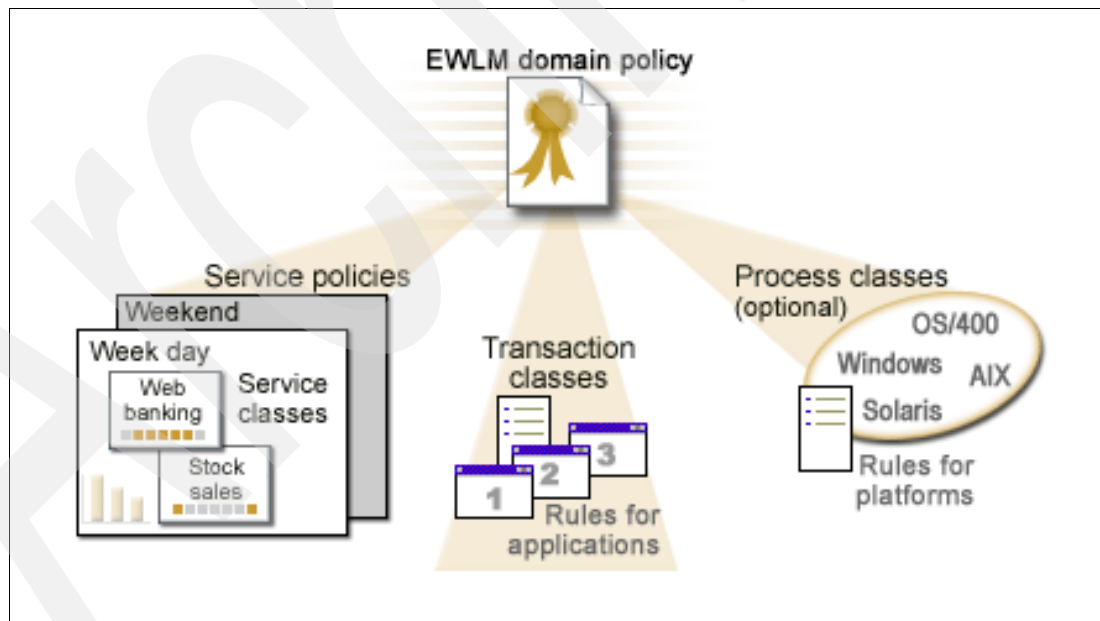 EWLM domain policy
Service policies
Weekend
Week day
Web
banking
Service
classes
Stock
sales
Transaction
classes
1
2
3
Rules for
applications
Process classes
(optional)
OS/400
Windows
AIX
Solaris
Rules for
platforms